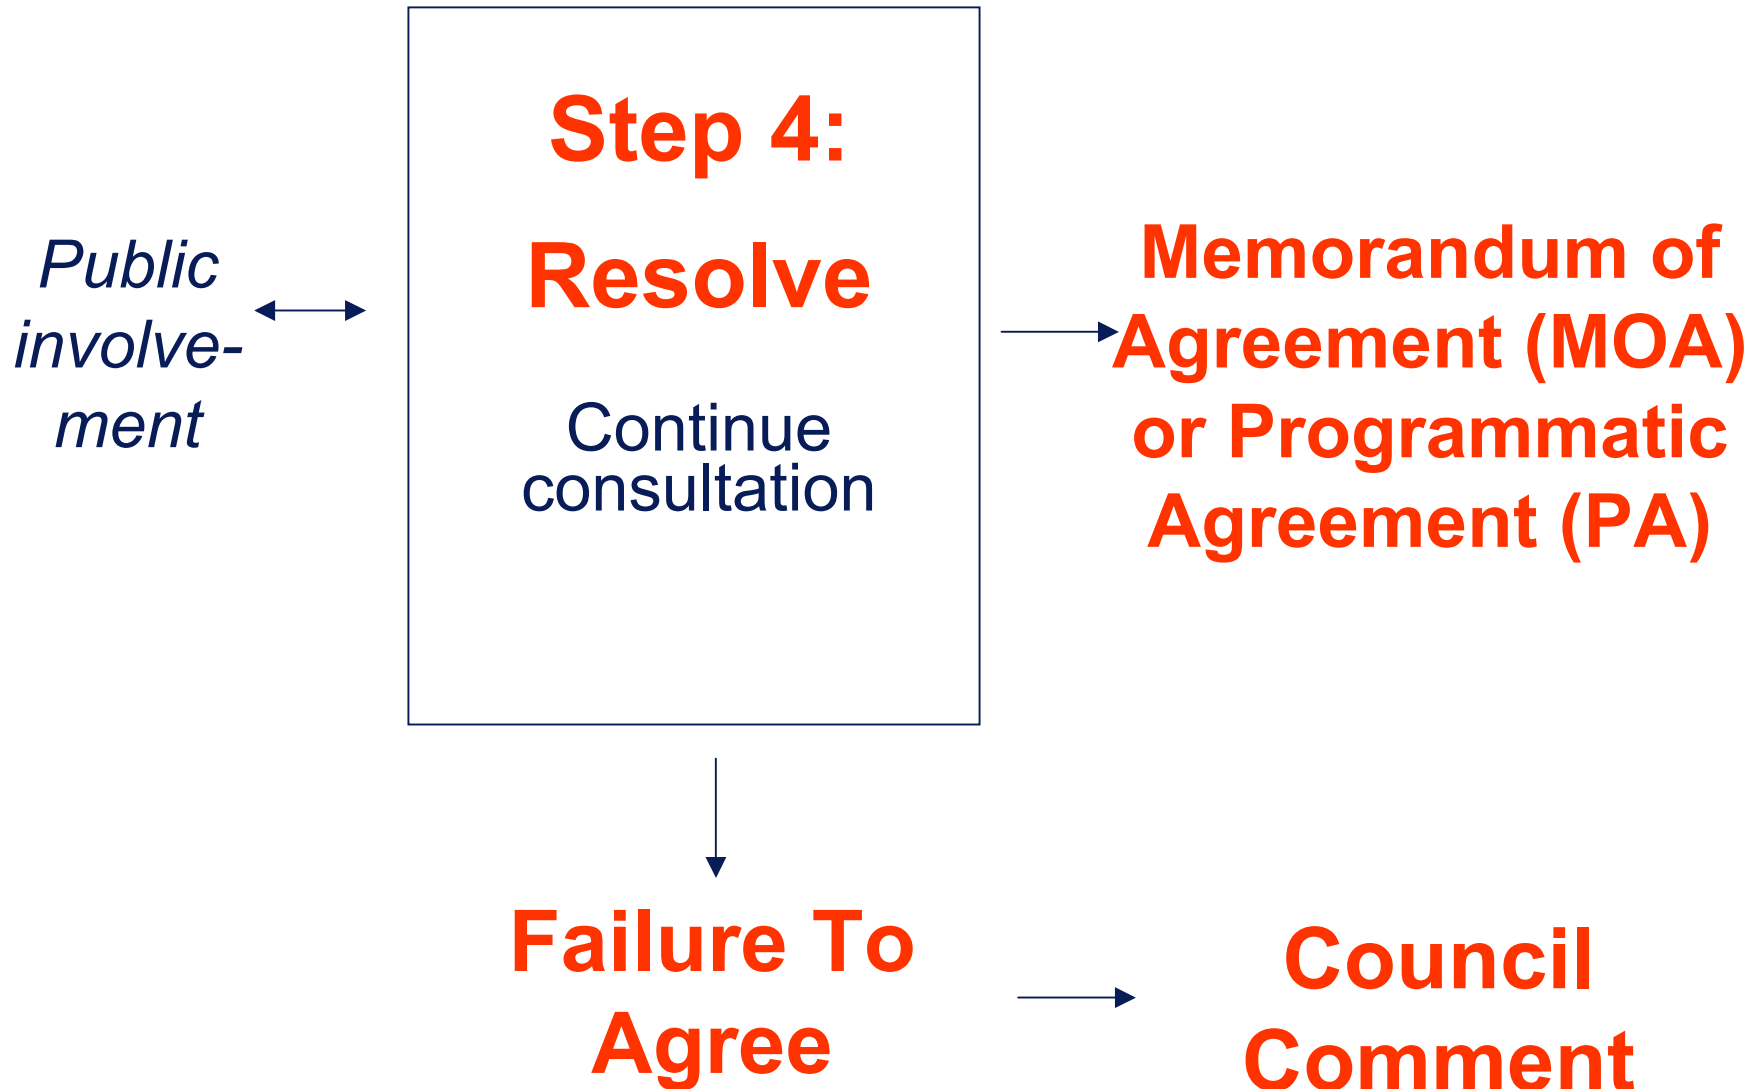 Public
involve-
ment
Step 4:
Resolve
Continue
consultation
Memorandum of
Agreement (MOA)
or Programmatic
Agreement (PA)
Failure To
Agree
Council
Comment